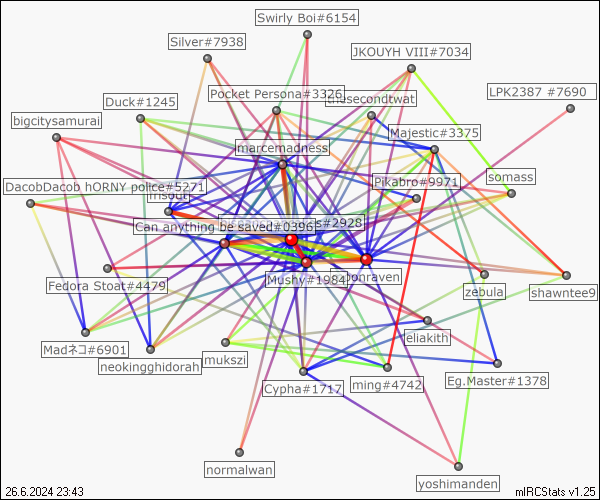 Swirly Boi#6154
Silver#7938
JKOUYH VIII#7034
LPK2387 #7690
Pocket Persona#3326
thesecondtwat
Duck#1245
bigcitysamurai
Majestic#3375
marcemadness
Pikabro#9971
somass
DacobDacob hORNY police#5271
Can anything be saved#0396
s#2928
Mushy#1984
onraven
Fedora Stoat#4479
zebula
shawntee9
eliakith
Madネコ#6901
neokingghidorah
mukszi
Cypha#1717
ming#4742
Eg.Master#1378
normalwan
yoshimanden
26.6.2024 23:43
mIRCStats v1.25